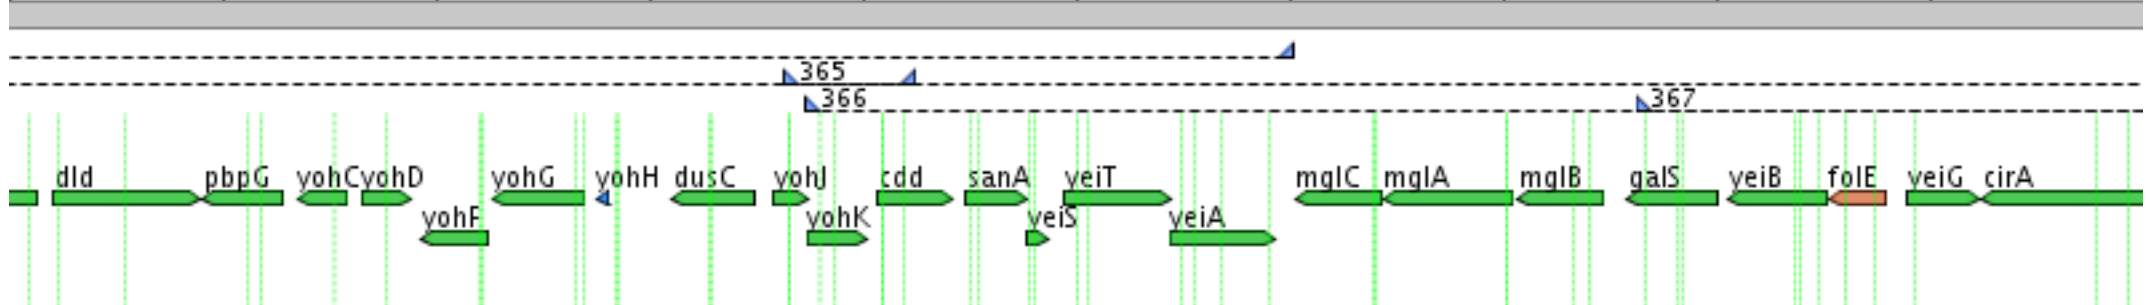 365
366 367
dld pbpG yohC yohD yohG yohH dusC yohJ cdd sanA yeiT mglC mglA mglB galS yeiB folE yeiG cirA
yohF yohK yeiS yeiA